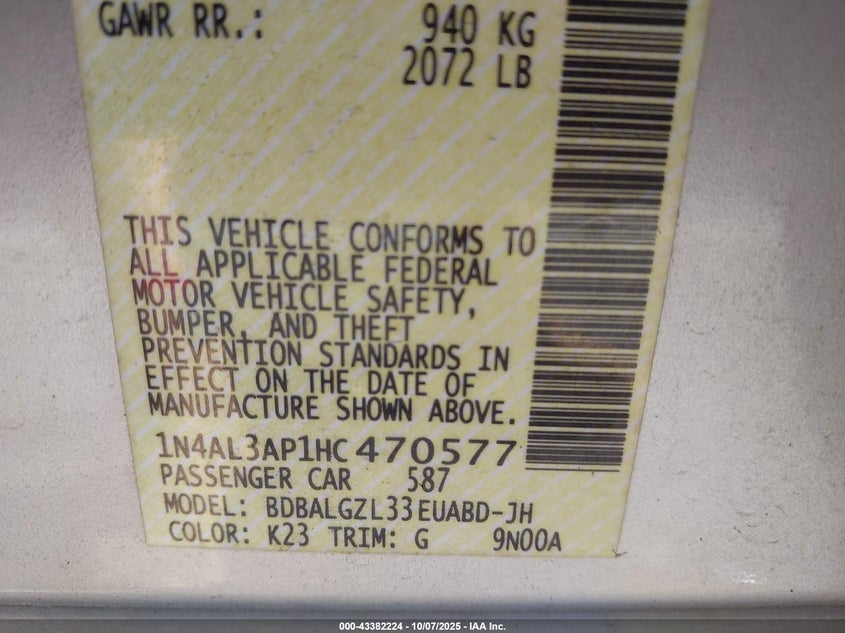 GAWR RR.: 940 KG
2072 LB
THIS VEHICLE CONFORMS TO
ALL APPLICABLE FEDERAL
MOTOR VEHICLE SAFETY,
BUMPER, AND THEFT
PREVENTION STANDARDS IN
EFFECT ON THE DATE OF
MANUFACTURE SHOWN ABOVE.
1N4AL3AP1HC470577
PASSENGER CAR 587
MODEL: BDBALGZL33EUABD-JH
COLOR: K23 TRIM: G 9N00A
000-43382224 - 10/07/2025 - IAA Inc.